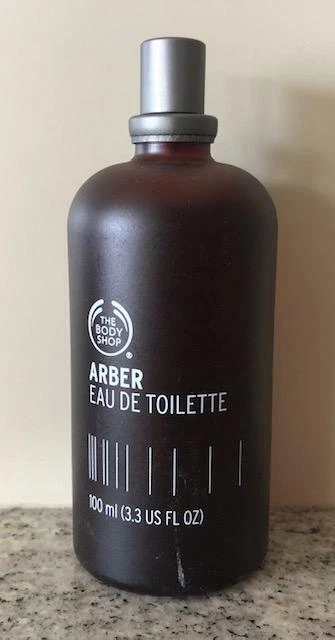 THE
BODY
SHOP
®
ARBER
EAU DE TOILETTE
100 ml (3.3 US FL OZ)